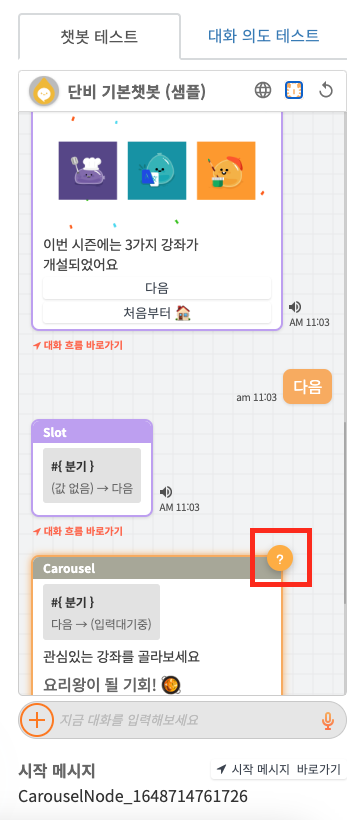 챗봇 테스트
대화 의도 테스트
단비 기본챗봇 (샘플)
이번 시즌에는 3가지 강좌가
개설되었어요
다음
처음부터 🏠
AM 11:03
대화 흐름 바로가기
am 11:03
다음
Slot
#{ 분기 }
(값 없음) → 다음
AM 11:03
대화 흐름 바로가기
?
Carousel
#{ 분기 }
다음 → (입력대기중)
관심있는 강좌를 골라보세요
요리왕이 될 기회! 🥘
지금 대화를 입력해보세요
시작 메시지
시작 메시지 바로가기
CarouselNode_1648714761726